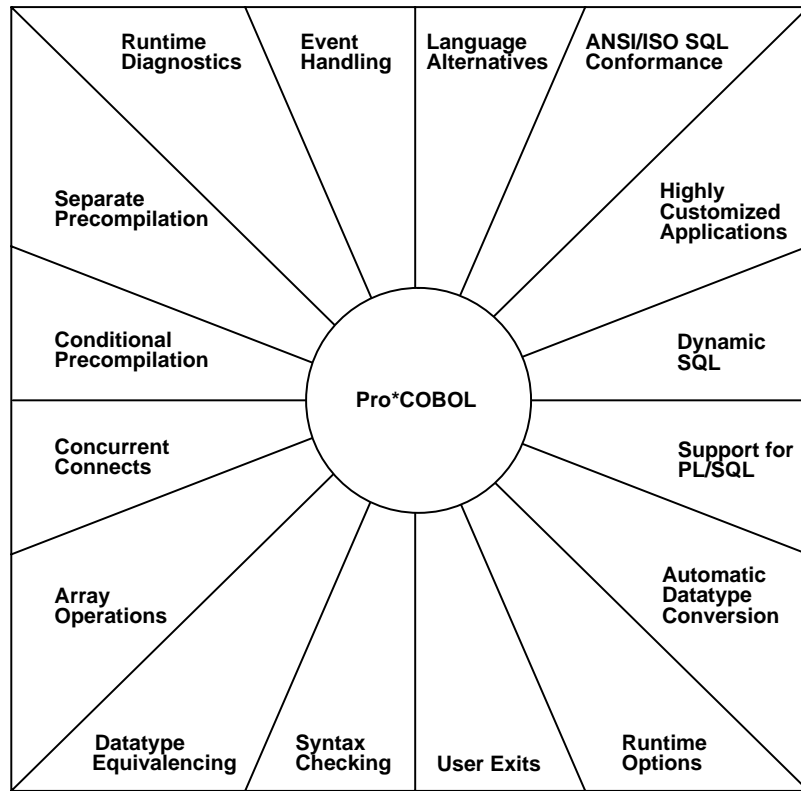 Runtime
Diagnostics
Event
Handling
Language
Alternatives
ANSI/ISO SQL
Conformance
Separate
Precompilation
Highly
Customized
Applications
Conditional
Precompilation
Dynamic
SQL
Pro*COBOL
Concurrent
Connects
Support for
PL/SQL
Array
Operations
Automatic
Datatype
Conversion
Datatype
Equivalencing
Syntax
Checking
User Exits
Runtime
Options